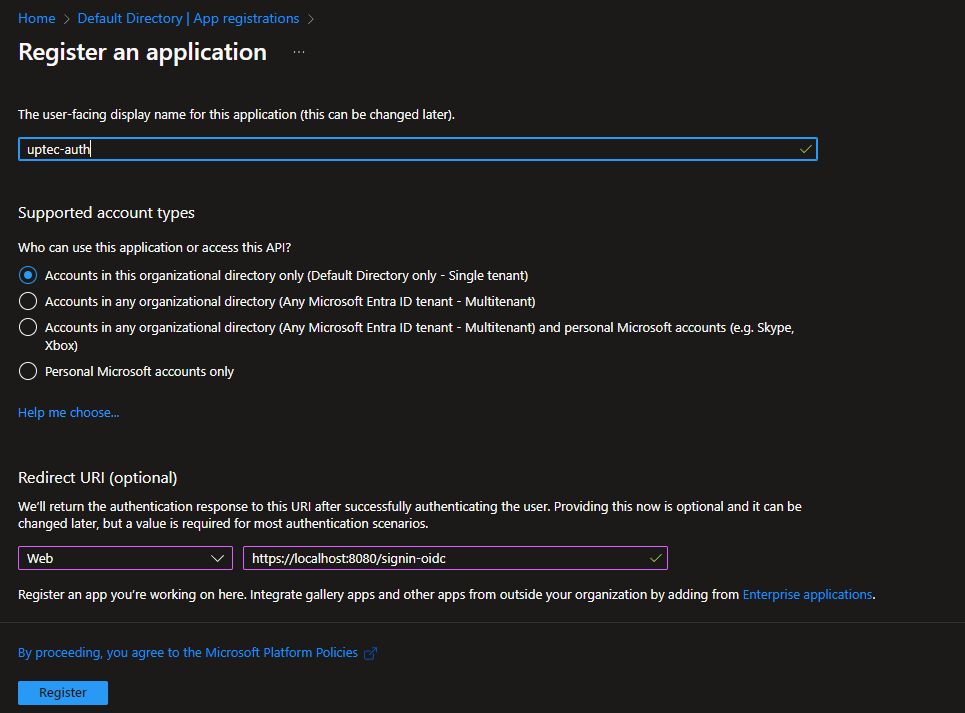 Home > Default Directory | App registrations >
Register an application ...
The user-facing display name for this application (this can be changed later).
uptec-auth
Supported account types
Who can use this application or access this API?
Accounts in this organizational directory only (Default Directory only - Single tenant)
Accounts in any organizational directory (Any Microsoft Entra ID tenant - Multitenant)
Accounts in any organizational directory (Any Microsoft Entra ID tenant - Multitenant) and personal Microsoft accounts (e.g. Skype,
Xbox)
Personal Microsoft accounts only
Help me choose...
Redirect URI (optional)
We'll return the authentication response to this URI after successfully authenticating the user. Providing this now is optional and it can be
changed later, but a value is required for most authentication scenarios.
Web
https://localhost:8080/signin-oidc
Register an app you're working on here. Integrate gallery apps and other apps from outside your organization by adding from Enterprise applications.
By proceeding, you agree to the Microsoft Platform Policies
Register